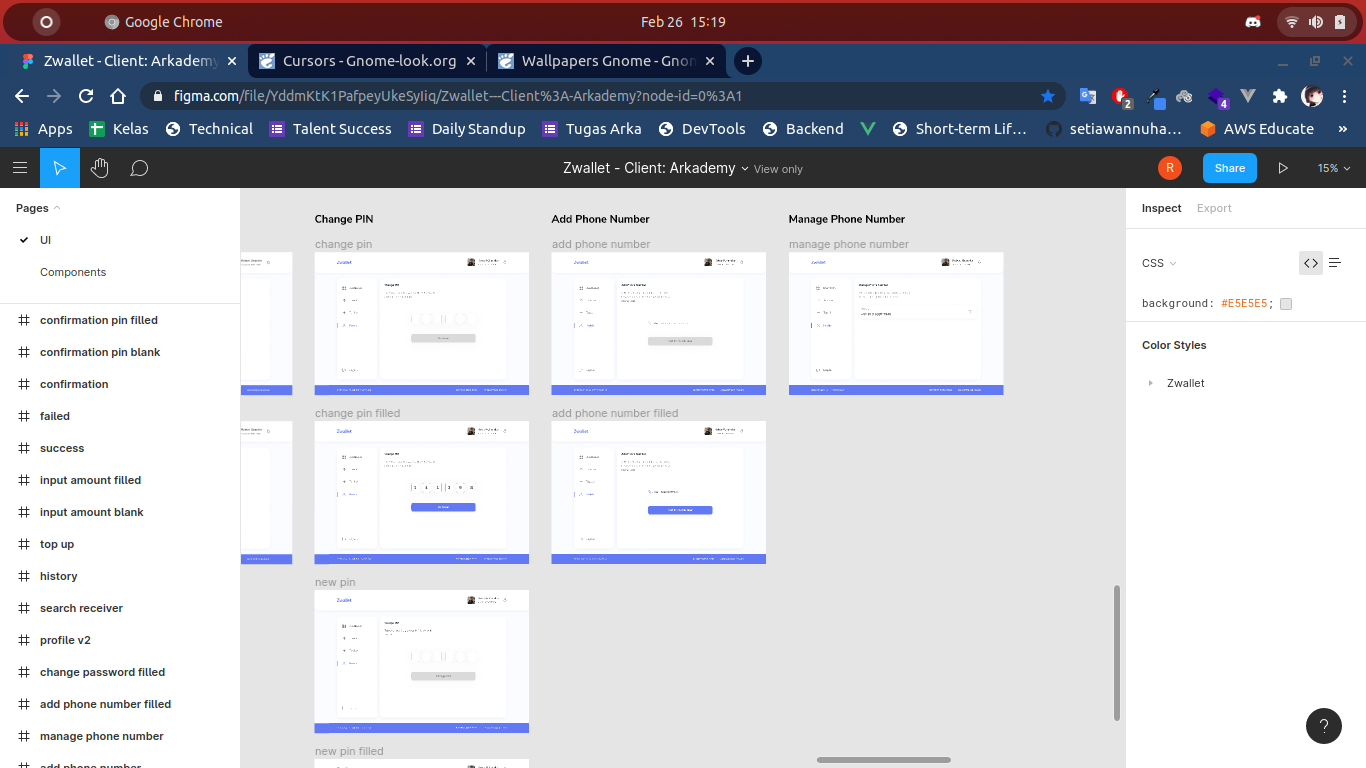 Google Chrome
Feb 26 15:19
Zwallet - Client: Arkademy
Cursors - Gnome-look.org
Wallpapers Gnome - Gnom
figma.com/file/YddmKtK1PafpeyUkeSyIiq/Zwallet---Client%3A-Arkademy?node-id=0%3A1
2
4
Apps
Kelas
Technical
Talent Success
Daily Standup
Tugas Arka
DevTools
Backend
Short-term Lif...
setiawannuha...
AWS Educate
»
Zwallet - Client: Arkademy
View only
R
Share
15%
Pages
UI
Components
confirmation pin filled
confirmation pin blank
confirmation
failed
success
input amount filled
input amount blank
top up
history
search receiver
profile v2
change password filled
add phone number filled
manage phone number
add phone number
Change PIN
Add Phone Number
Manage Phone Number
change pin
add phone number
manage phone number
Zwallet
Zwallet
Zwallet
change pin filled
add phone number filled
Zwallet
Zwallet
new pin
Zwallet
new pin filled
Inspect
Export
CSS
background: #E5E5E5;
Color Styles
Zwallet
?